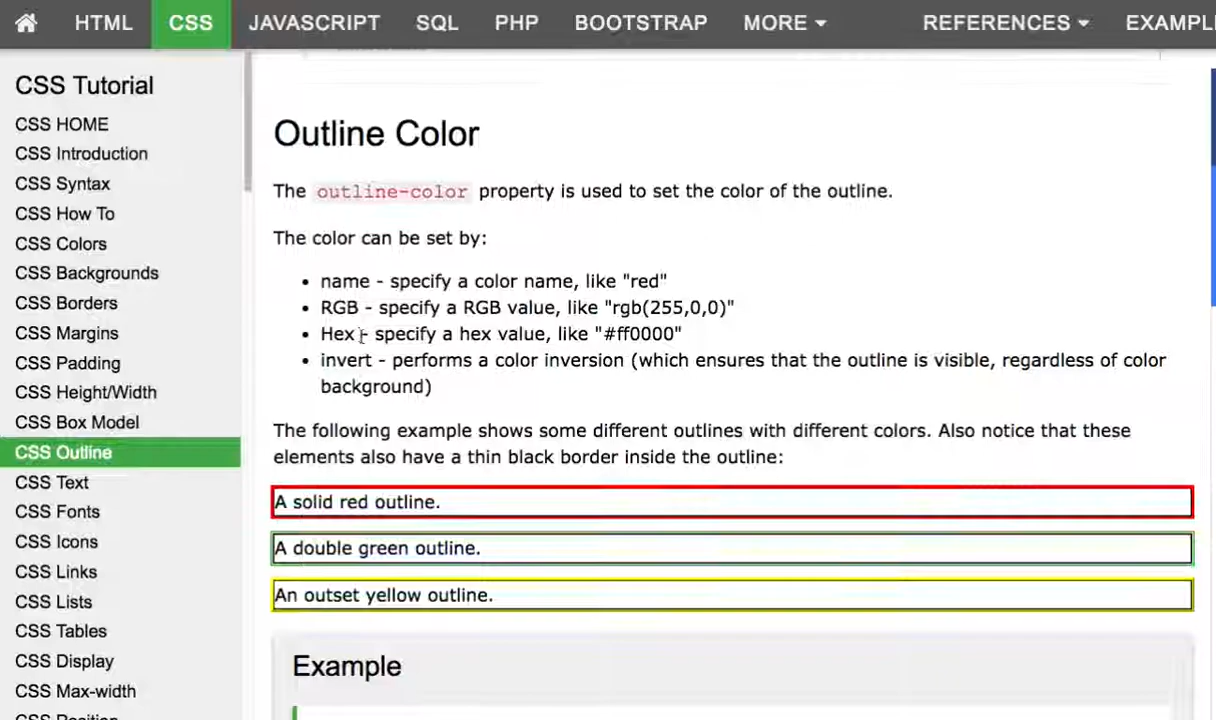 HTML CSS JAVASCRIPT SQL PHP BOOTSTRAP MORE REFERENCES
CSS Tutorial
CSS HOME
CSS Introduction
CSS Syntax
CSS How To
CSS Colors
CSS Backgrounds
CSS Borders
CSS Margins
CSS Padding
CSS Height/Width
CSS Box Model
CSS Outline
CSS Text
CSS Fonts
CSS Icons
CSS Links
CSS Lists
CSS Tables
CSS Display
CSS Max-width
Outline Color
The outline-color property is used to set the color of the outline.
The color can be set by:
• name - specify a color name, like "red"
• RGB - specify a RGB value, like "rgb(255,0,0)"
• Hex - specify a hex value, like "#ff0000"
• invert - performs a color inversion (which ensures that the outline is visible, regardless of color
background)
The following example shows some different outlines with different colors. Also notice that these
elements also have a thin black border inside the outline:
A solid red outline.
A double green outline.
An outset yellow outline.
Example